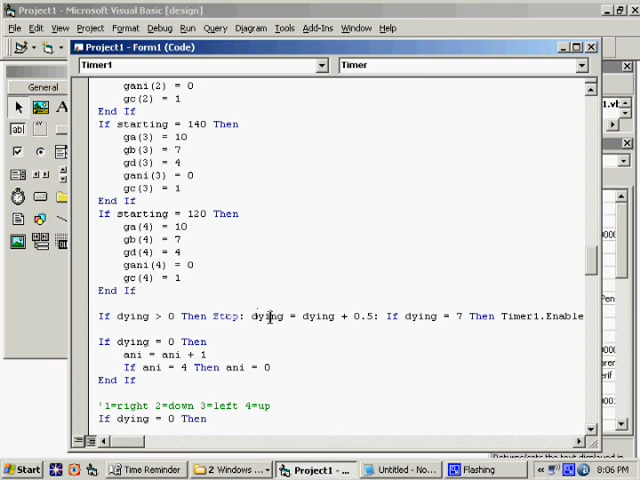 Project1 - Microsoft Visual Basic [design]
File Edit View Project Format Debug Run Query Diagram Tools Add-Ins Window Help
Project1 - Form1 (Code)
Timer1 Timer
General
gani(2) = 0
gc(2) = 1
End If
If starting = 140 Then
ga(3) = 10
gb(3) = 7
gd(3) = 4
gani(3) = 0
gc(3) = 1
End If
If starting = 120 Then
ga(4) = 10
gb(4) = 7
gd(4) = 4
gani(4) = 0
gc(4) = 1
End If
If dying > 0 Then Stop: dying = dying + 0.5: If dying = 7 Then Timer1.Enable
If dying = 0 Then
ani = ani + 1
If ani = 4 Then ani = 0
End If
'1=right 2=down 3=left 4=up
If dying = 0 Then
Start Time Reminder 2 Windows ... Project1 - ... Untitled - No... Flashing 8:06 PM